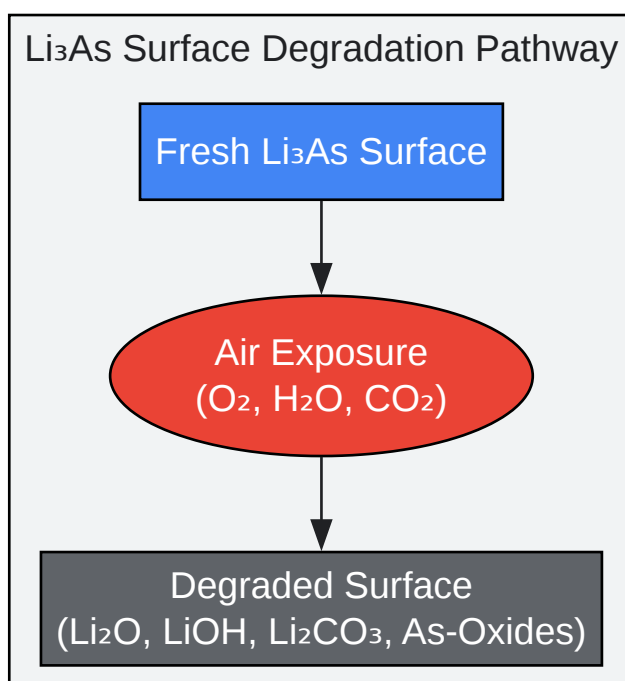 Li₃As Surface Degradation Pathway
Fresh Li₃As Surface
Air Exposure
(O₂, H₂O, CO₂)
Degraded Surface
(Li₂O, LiOH, Li₂CO₃, As-Oxides)